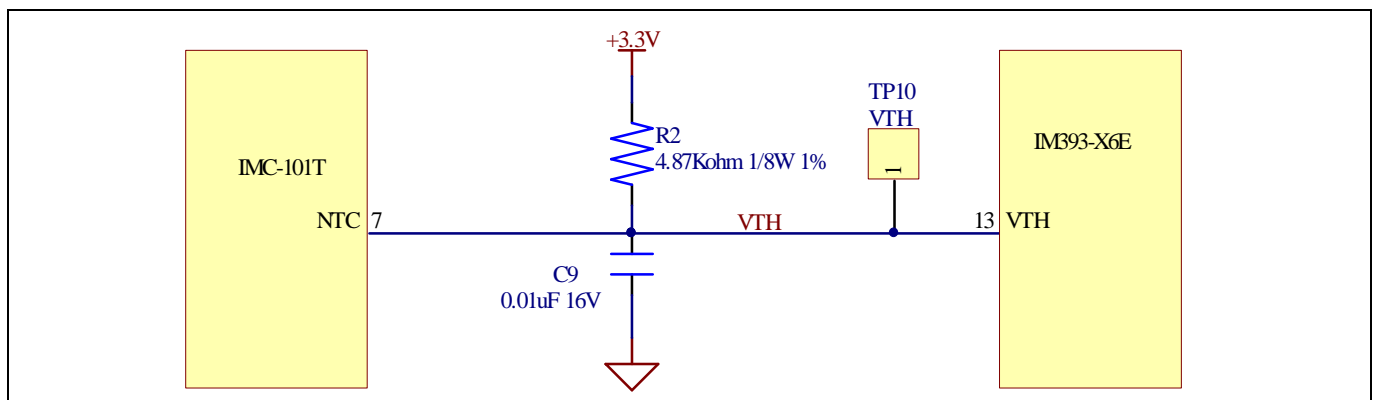 +3.3V
TP10
VTH
R2
4.87Kohm 1/8W 1%
IMC-101T
IM393-X6E
1
NTC 7
VTH
13 VTH
C9
0.01uF 16V